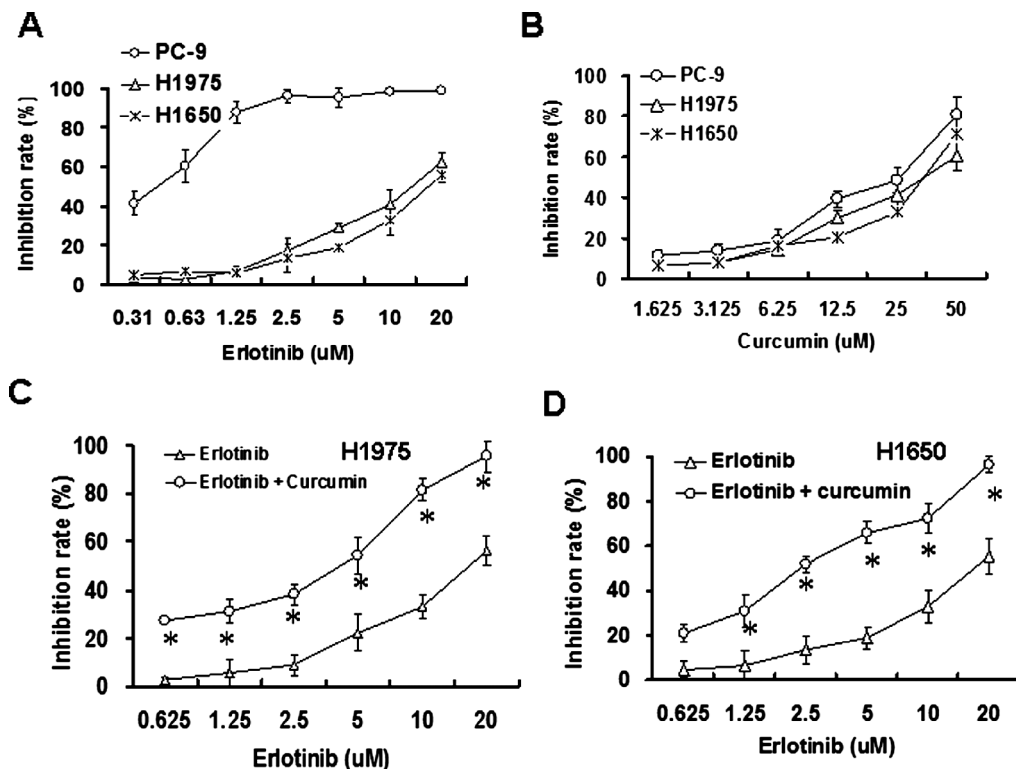 A
PC-9
H1975
H1650
Inhibition rate (%)
100
80
60
40
20
0
0.31 0.63 1.25 2.5 5 10 20
Erlotinib (uM)
B
PC-9
H1975
H1650
Inhibition rate (%)
100
80
60
40
20
0
1.625 3.125 6.25 12.5 25 50
Curcumin (uM)
C
H1975
Erlotinib
Erlotinib + Curcumin
Inhibition rate (%)
100
80
60
40
20
0
* * * * * *
0.625 1.25 2.5 5 10 20
Erlotinib (uM)
D
H1650
Erlotinib
Erlotinib + curcumin
Inhibition rate (%)
100
80
60
40
20
0
* * * * *
0.625 1.25 2.5 5 10 20
Erlotinib (uM)